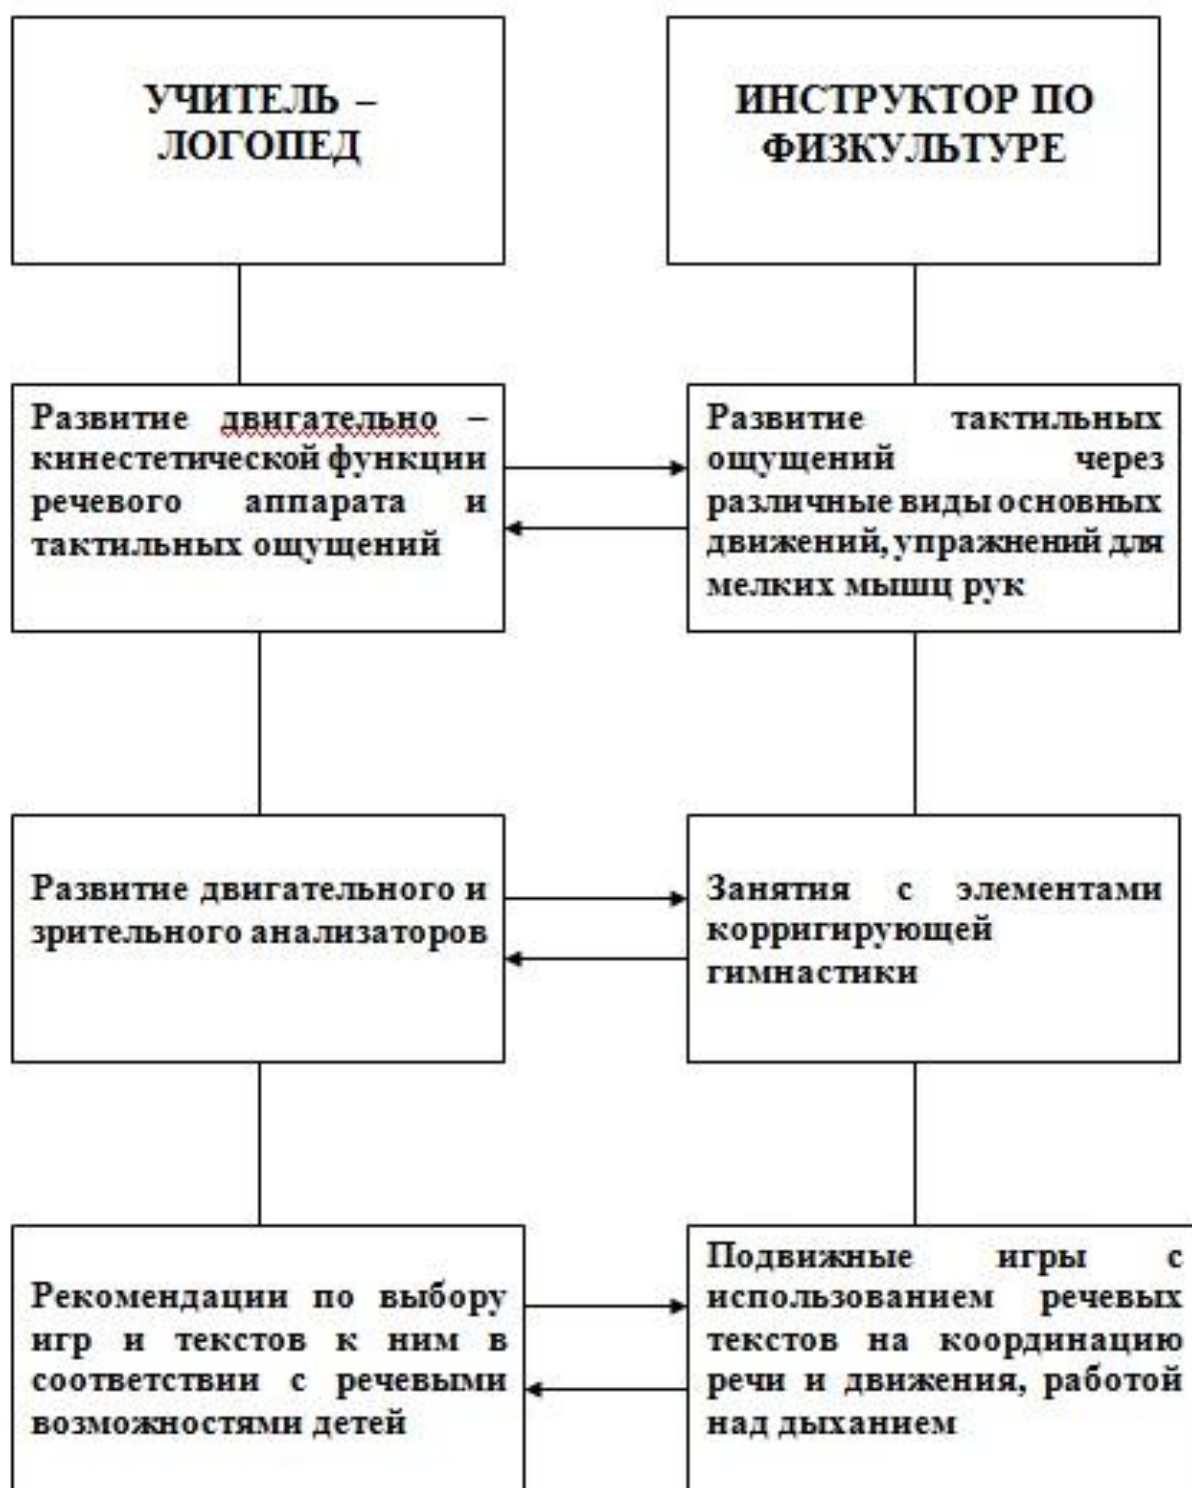 УЧИТЕЛЬ –
ЛОГОПЕД
ИНСТРУКТОР ПО
ФИЗКУЛЬТУРЕ
Развитие двигательно –
кинестетической функции
речевого аппарата и
тактильных ощущений
Развитие тактильных
ощущений через
различные виды основных
движений, упражнений для
мелких мышц рук
Развитие двигательного и
зрительного анализаторов
Занятия с элементами
корригирующей
гимнастики
Рекомендации по выбору
игр и текстов к ним в
соответствии с речевыми
возможностями детей
Подвижные игры с
использованием речевых
текстов на координацию
речи и движения, работой
над дыханием